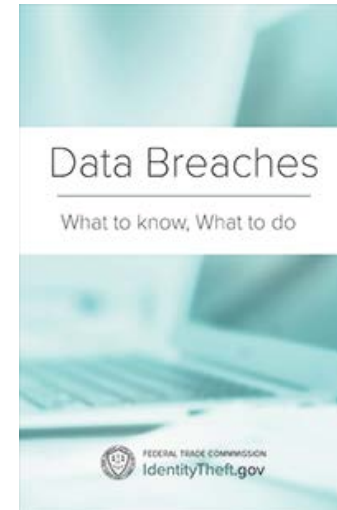 Data Breaches
What to know, What to do
FEDERAL TRADE COMMISSION
IdentityTheft.gov